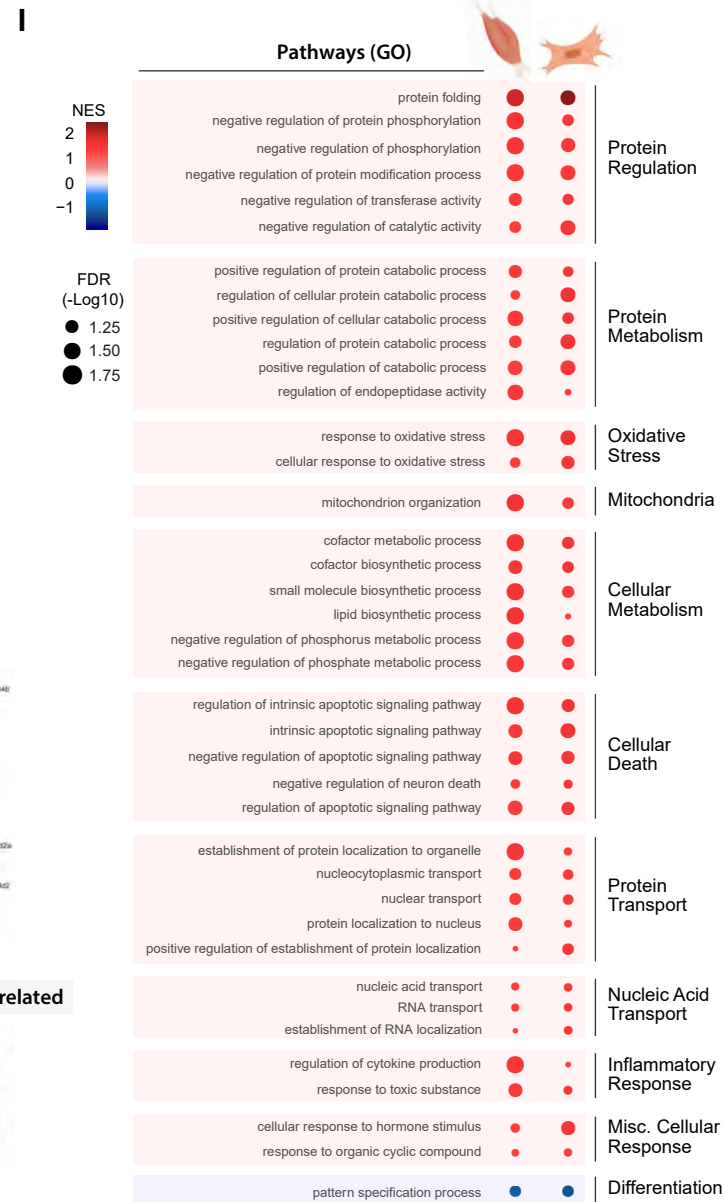 I
Pathways (GO)
NES
2
1
0
−1
FDR
(-Log10)
1.25
1.50
1.75
protein folding
negative regulation of protein phosphorylation
negative regulation of phosphorylation
negative regulation of protein modification process
negative regulation of transferase activity
negative regulation of catalytic activity
Protein
Regulation
positive regulation of protein catabolic process
regulation of cellular protein catabolic process
positive regulation of cellular catabolic process
regulation of protein catabolic process
positive regulation of catabolic process
regulation of endopeptidase activity
Protein
Metabolism
response to oxidative stress
cellular response to oxidative stress
Oxidative
Stress
mitochondrion organization
Mitochondria
cofactor metabolic process
cofactor biosynthetic process
small molecule biosynthetic process
lipid biosynthetic process
negative regulation of phosphorus metabolic process
negative regulation of phosphate metabolic process
Cellular
Metabolism
regulation of intrinsic apoptotic signaling pathway
intrinsic apoptotic signaling pathway
negative regulation of apoptotic signaling pathway
negative regulation of neuron death
regulation of apoptotic signaling pathway
Cellular
Death
establishment of protein localization to organelle
nucleocytoplasmic transport
nuclear transport
protein localization to nucleus
positive regulation of establishment of protein localization
Protein
Transport
related
nucleic acid transport
RNA transport
establishment of RNA localization
Nucleic Acid
Transport
regulation of cytokine production
response to toxic substance
Inflammatory
Response
cellular response to hormone stimulus
response to organic cyclic compound
Misc. Cellular
Response
pattern specification process
Differentiation